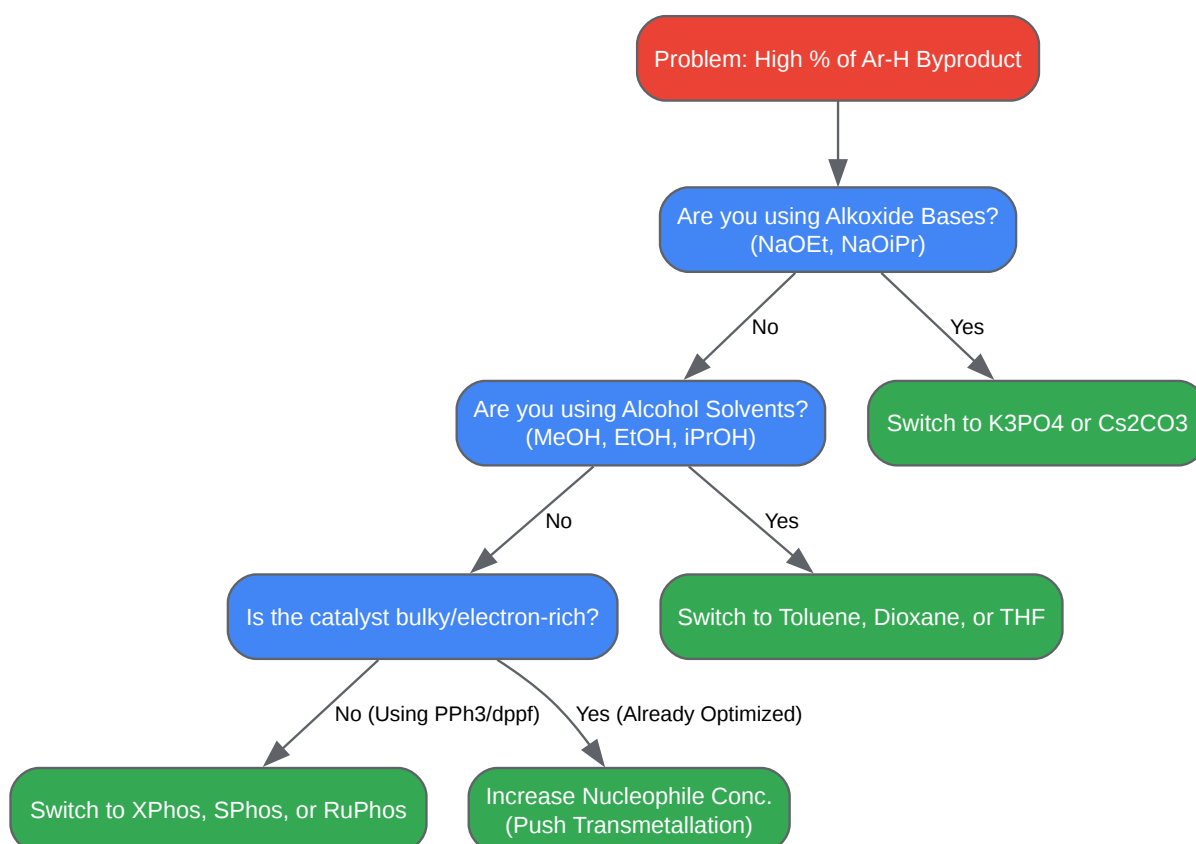 Problem: High % of Ar-H Byproduct
Are you using Alkoxide Bases?
(NaOEt, NaOiPr)
No
Yes
Are you using Alcohol Solvents?
(MeOH, EtOH, iPrOH)
Switch to K3PO4 or Cs2CO3
No
Yes
Is the catalyst bulky/electron-rich?
Switch to Toluene, Dioxane, or THF
No (Using PPh3/dppf)
Yes (Already Optimized)
Switch to XPhos, SPhos, or RuPhos
Increase Nucleophile Conc.
(Push Transmetallation)